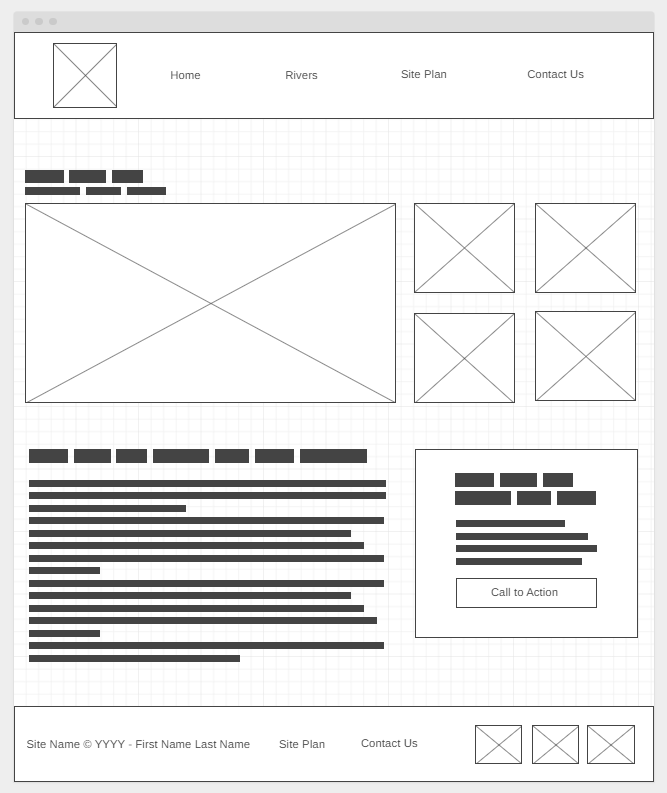 Home Rivers Site Plan Contact Us
Call to Action
Site Name © YYYY - First Name Last Name Site Plan Contact Us